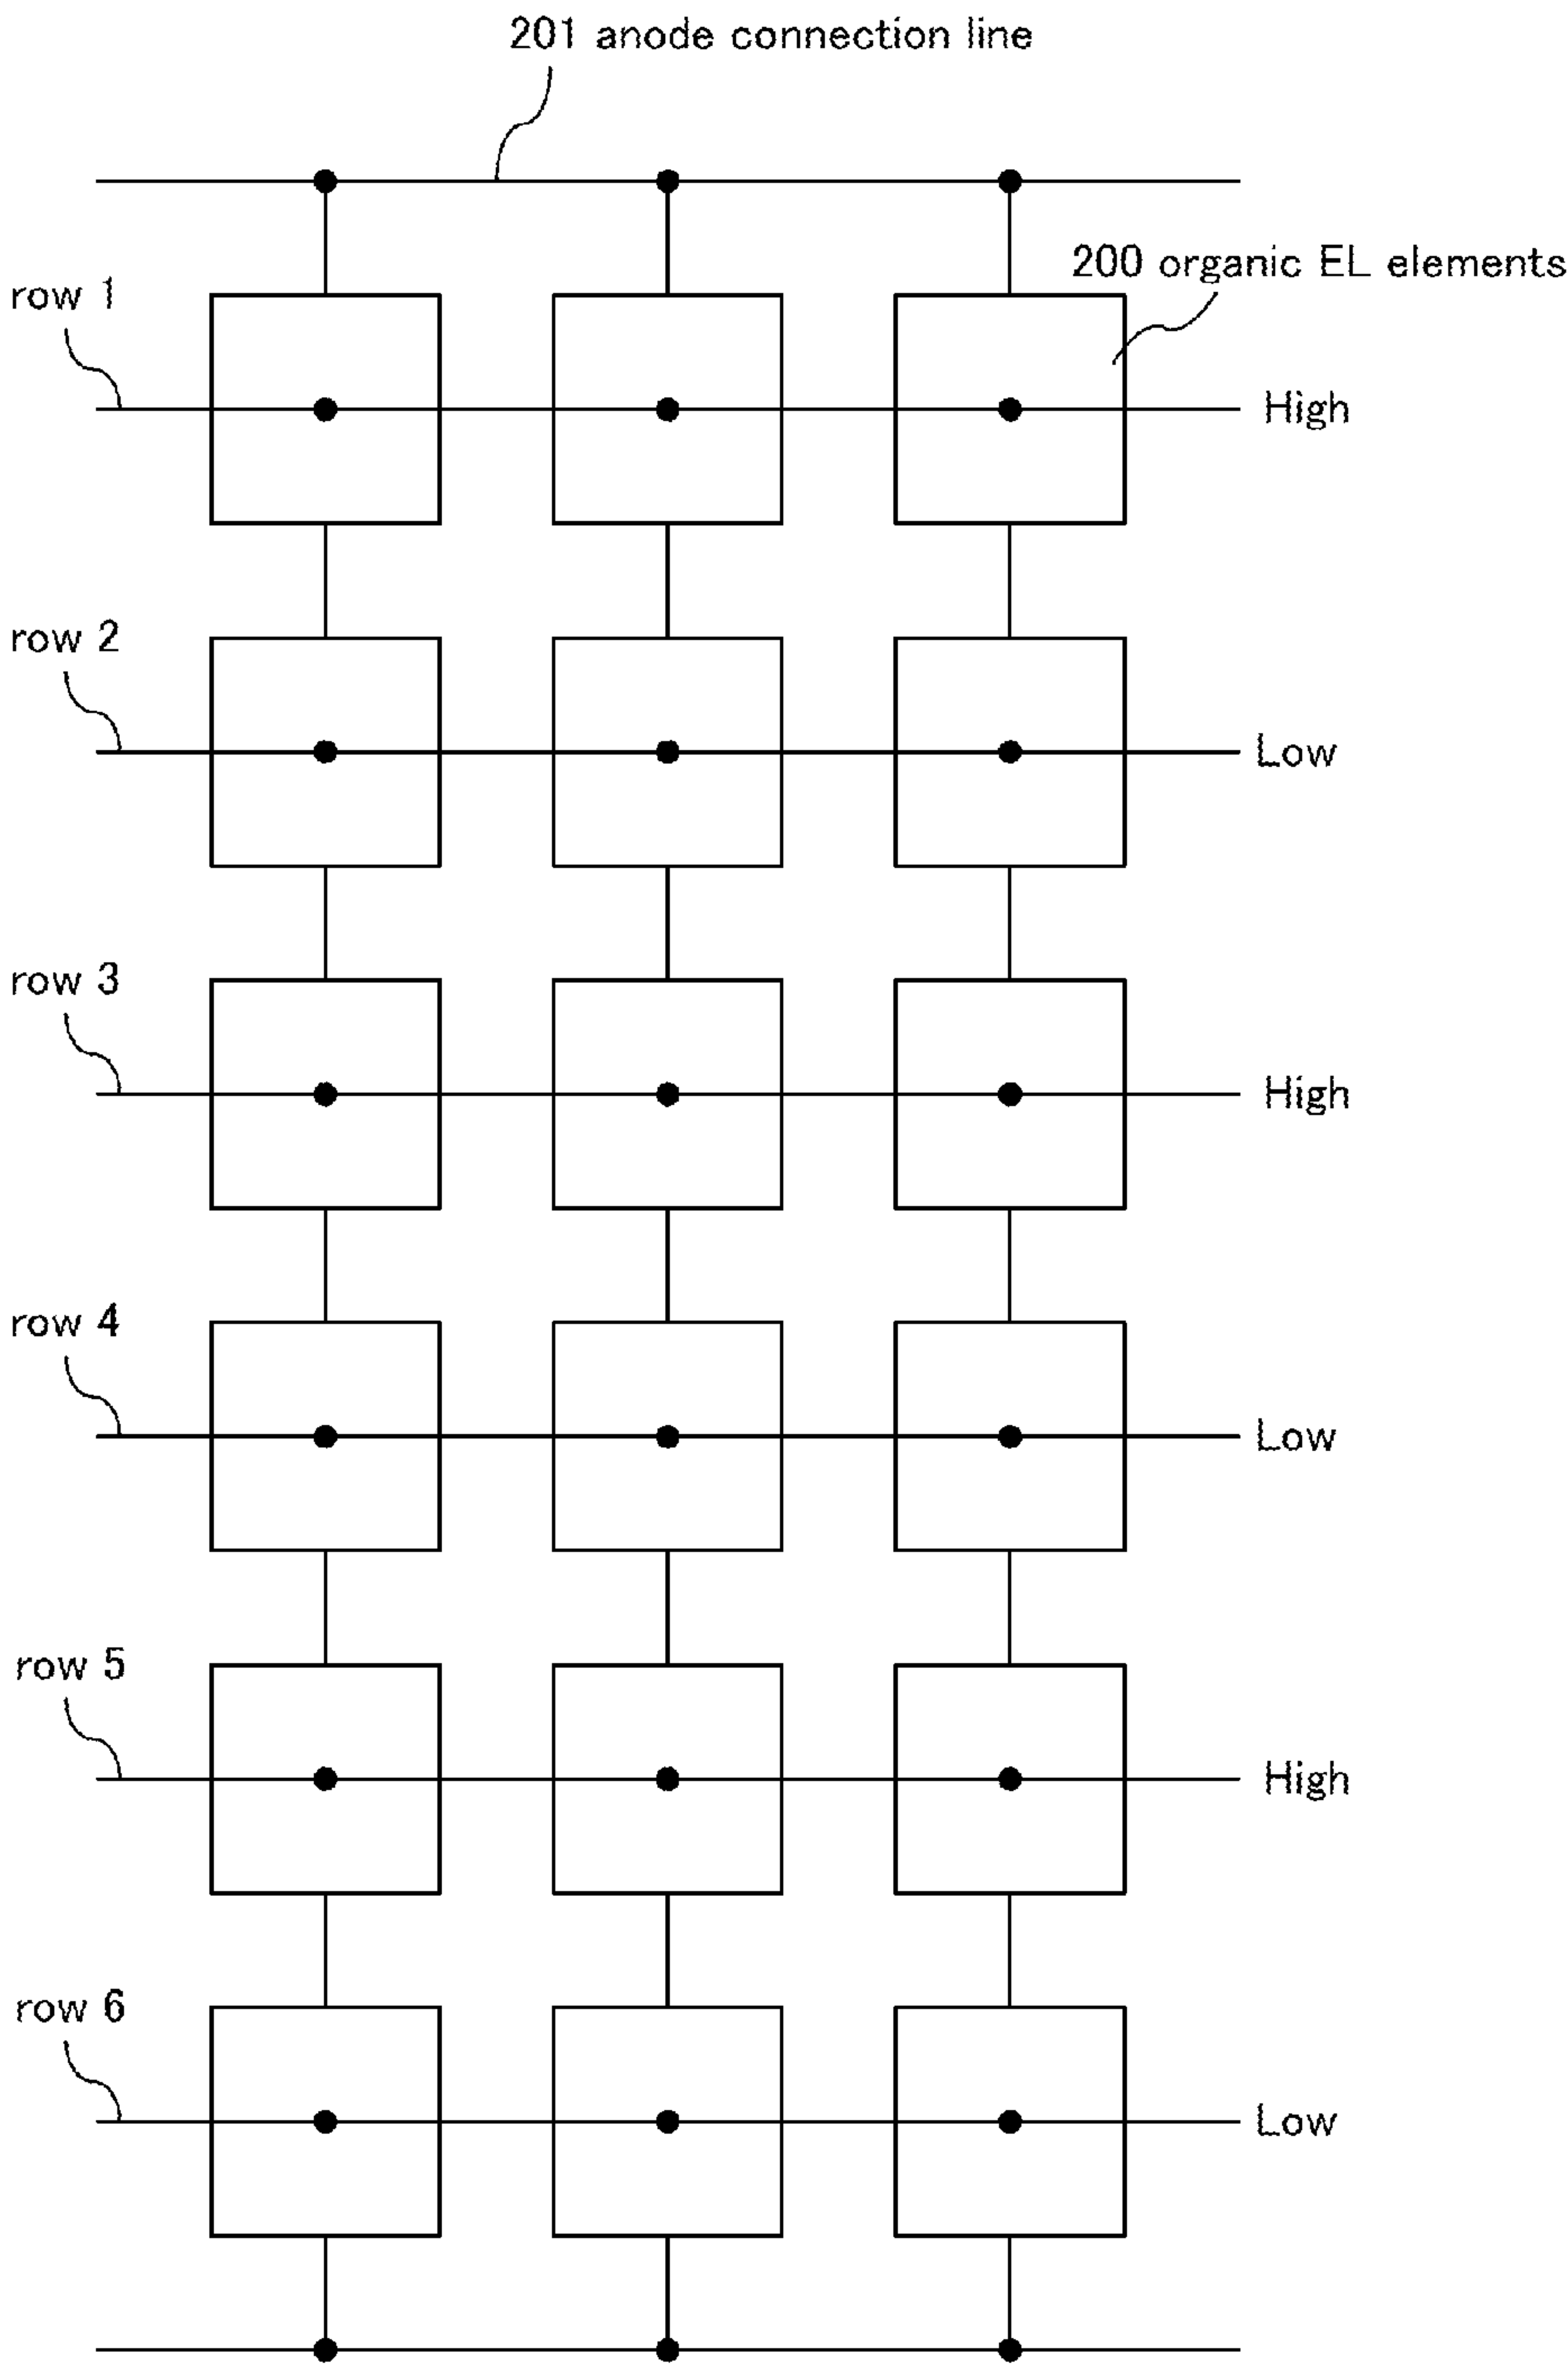 201 anode connection line
200 organic EL elements
row 1
High
row 2
Low
row 3
High
row 4
Low
row 5
High
row 6
Low